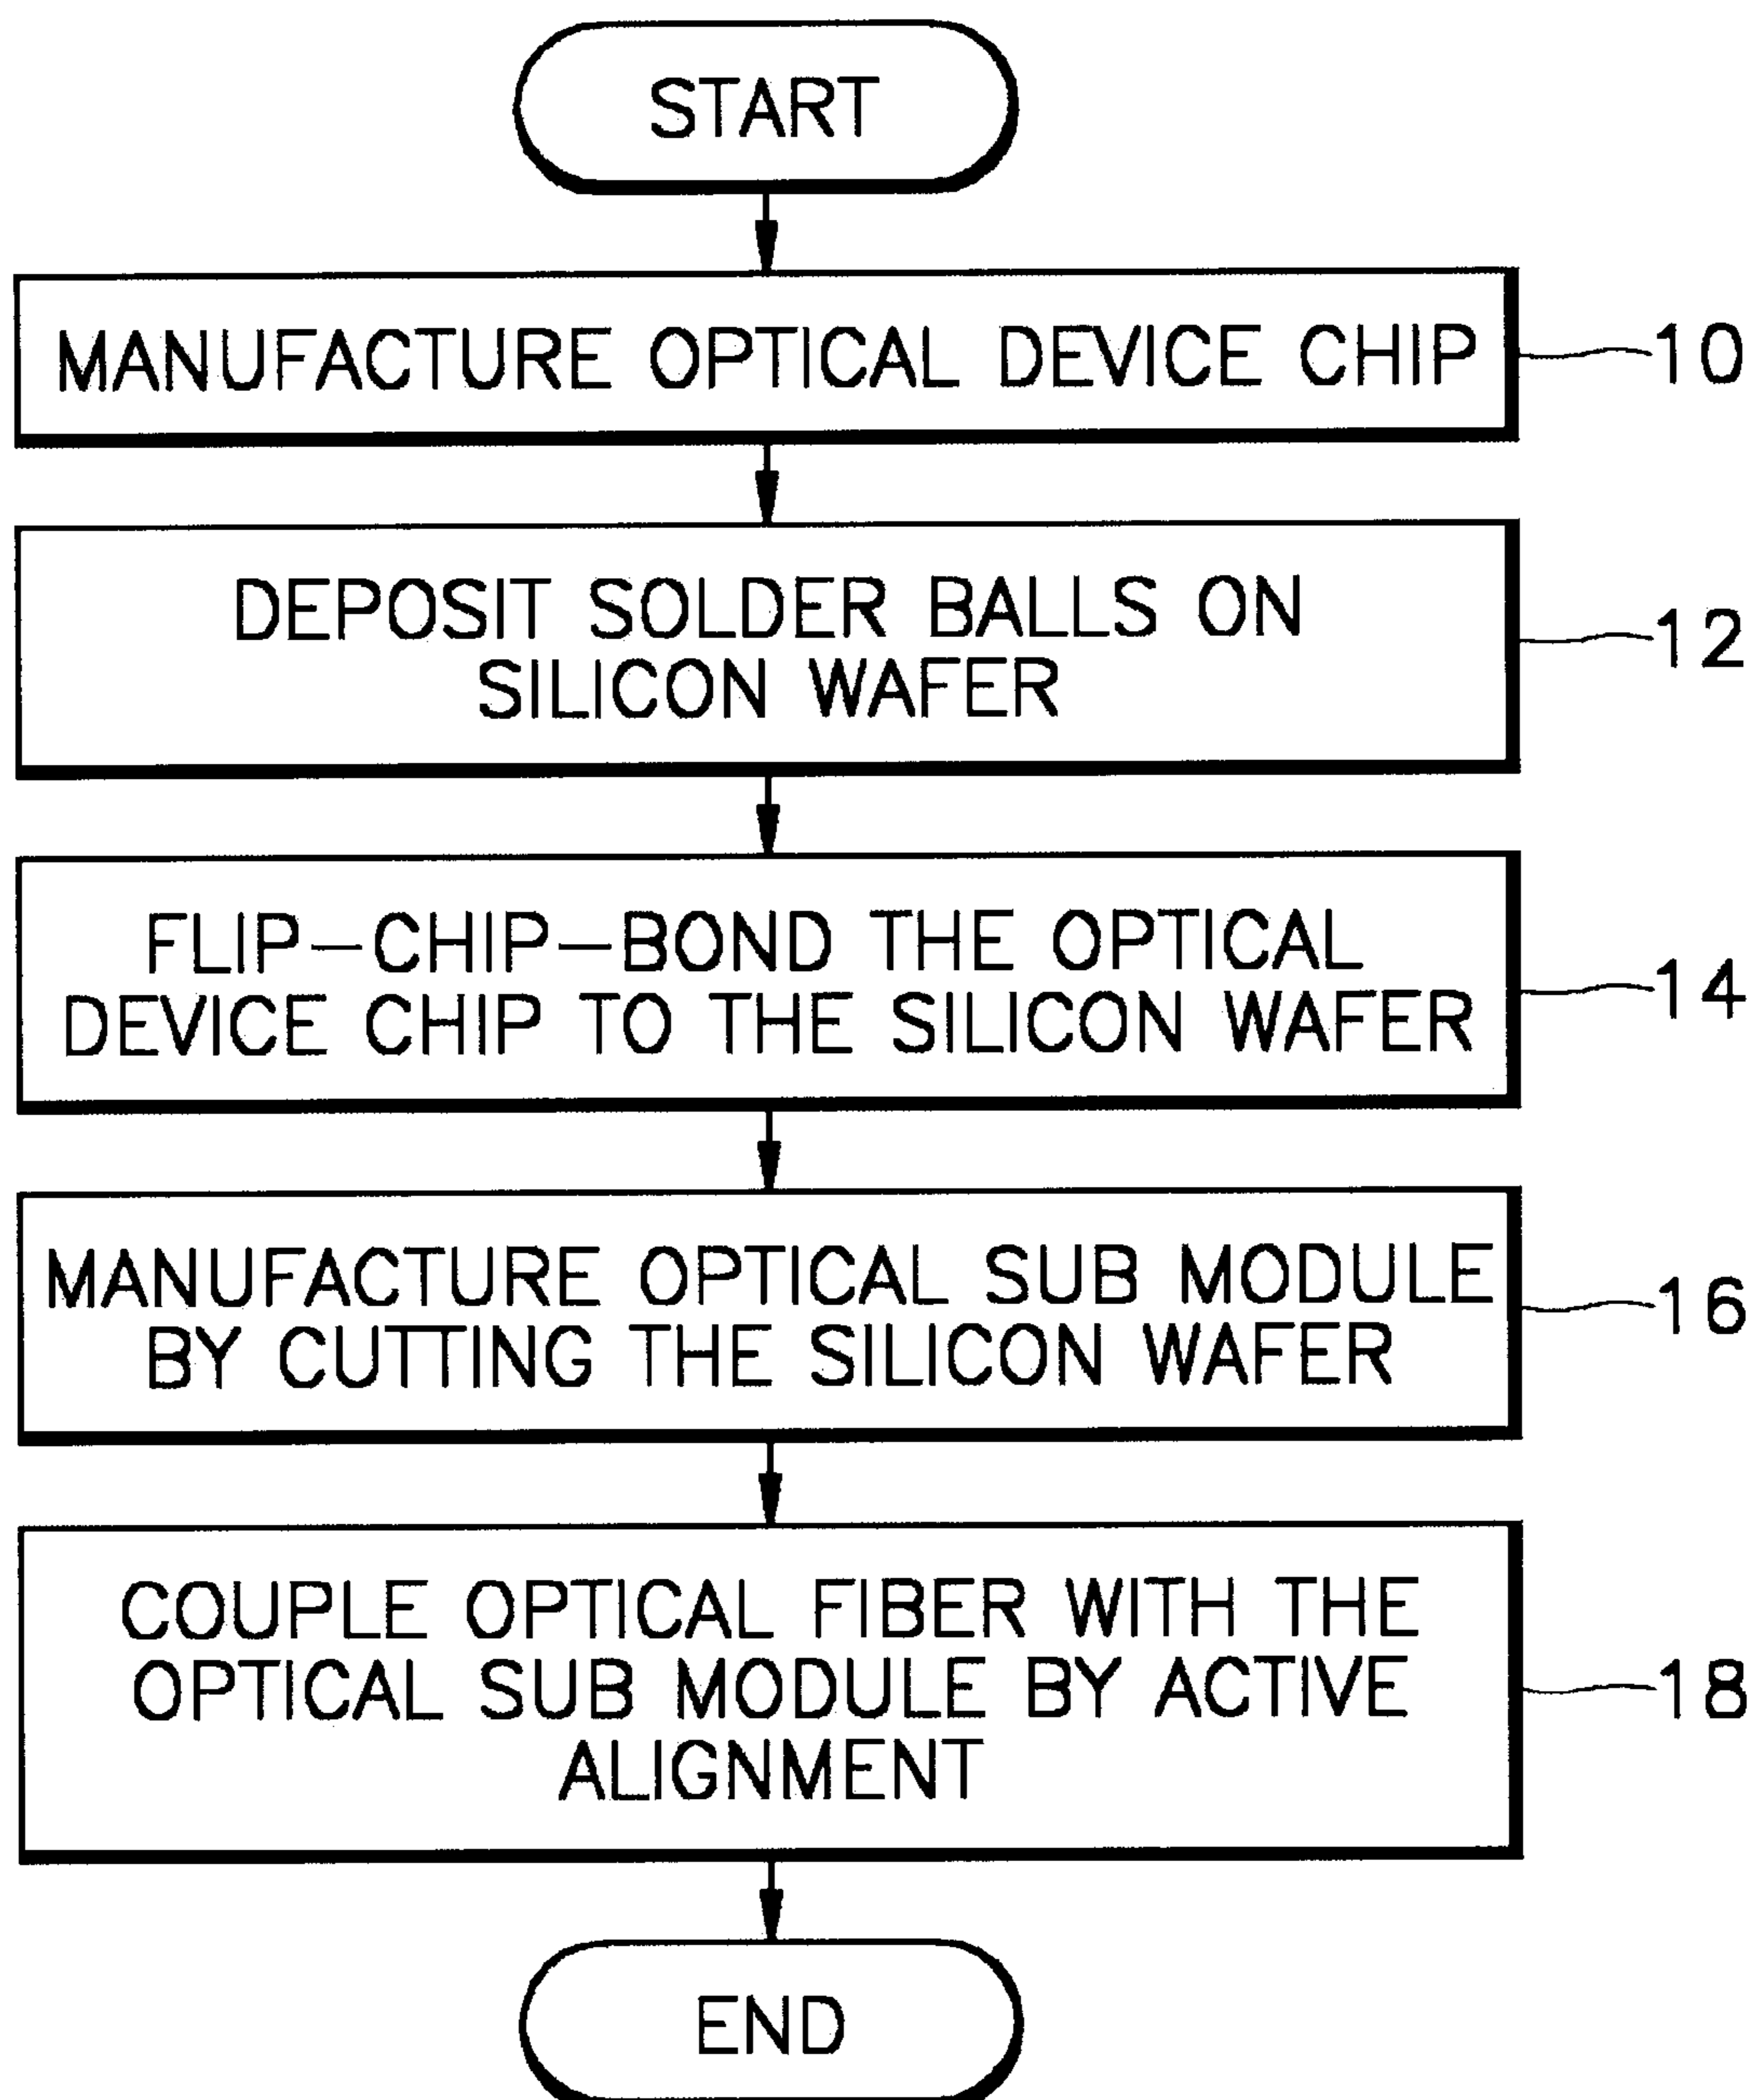 START
MANUFACTURE OPTICAL DEVICE CHIP
10
DEPOSIT SOLDER BALLS ON
SILICON WAFER
12
FLIP-CHIP-BOND THE OPTICAL
DEVICE CHIP TO THE SILICON WAFER
14
MANUFACTURE OPTICAL SUB MODULE
BY CUTTING THE SILICON WAFER
16
COUPLE OPTICAL FIBER WITH THE
OPTICAL SUB MODULE BY ACTIVE
ALIGNMENT
18
END